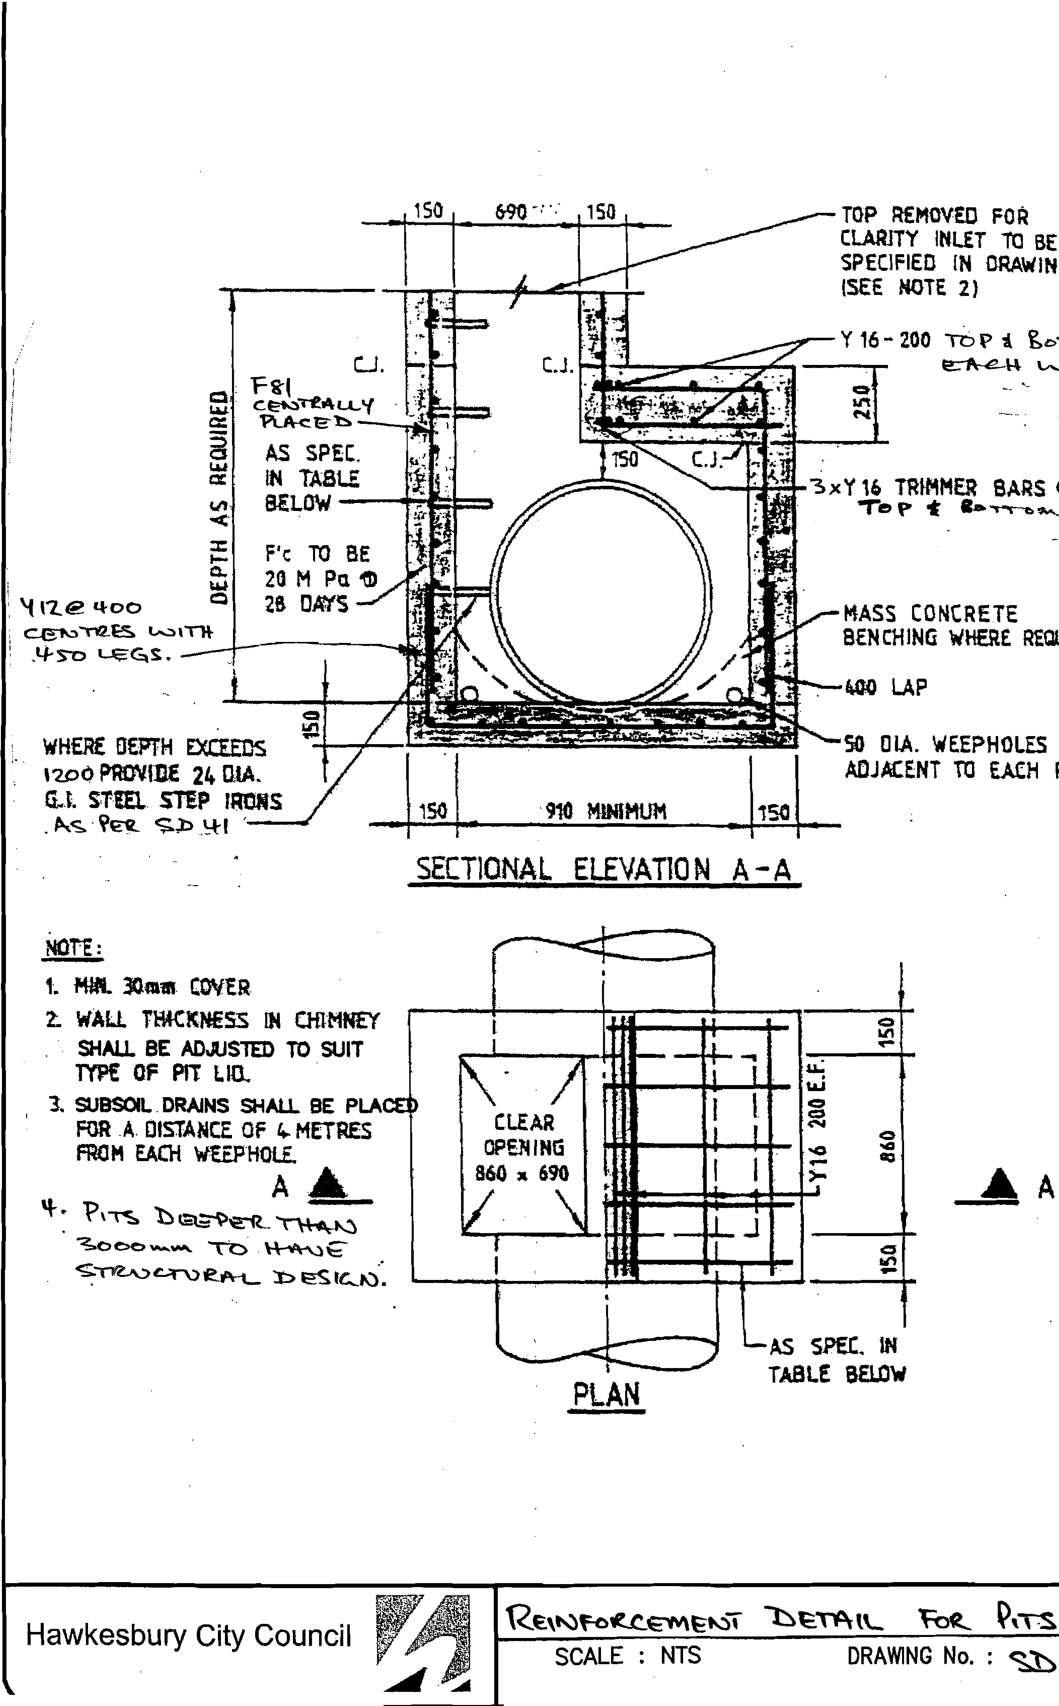 150
690
150
TOP REMOVED FOR
CLARITY INLET TO BE
SPECIFIED IN DRAWIN
(SEE NOTE 2)
Y 16-200 TOP & BO
EACH W
C.J.
C.J.
F81
CENTRALLY
PLACED
250
DEPTH AS REQUIRED
AS SPEC.
IN TABLE
BELOW
150
C.J.
3xY 16 TRIMMER BARS
TOP & BOTTOM
F'c TO BE
20 M Pa @
28 DAYS
Y12@400
CENTRES WITH
450 LEGS.
MASS CONCRETE
BENCHING WHERE REQU
400 LAP
150
WHERE DEPTH EXCEEDS
1200 PROVIDE 24 DIA.
G.I. STEEL STEP IRONS
AS PER SD 41
50 DIA. WEEPHOLES
ADJACENT TO EACH
150
910 MINIMUM
150
SECTIONAL ELEVATION A-A
NOTE:
1. MIN. 30mm COVER
2. WALL THICKNESS IN CHIMNEY
SHALL BE ADJUSTED TO SUIT
TYPE OF PIT LID.
3. SUBSOIL DRAINS SHALL BE PLACED
FOR A DISTANCE OF 4 METRES
FROM EACH WEEPHOLE.
4. PITS DEEPER THAN
3000mm TO HAVE
STRUCTURAL DESIGN.
A
CLEAR
OPENING
860 x 690
Y16 200 E.F.
150
860
150
A
AS SPEC. IN
TABLE BELOW
PLAN
Hawkesbury City Council
REINFORCEMENT DETAIL FOR PITS
SCALE : NTS
DRAWING No. : SD